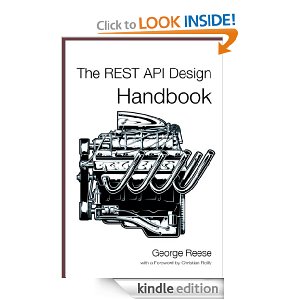 Click to LOOK INSIDE!
The REST API Design
Handbook
George Reese
with a Foreword by Christian Reilly
kindle edition